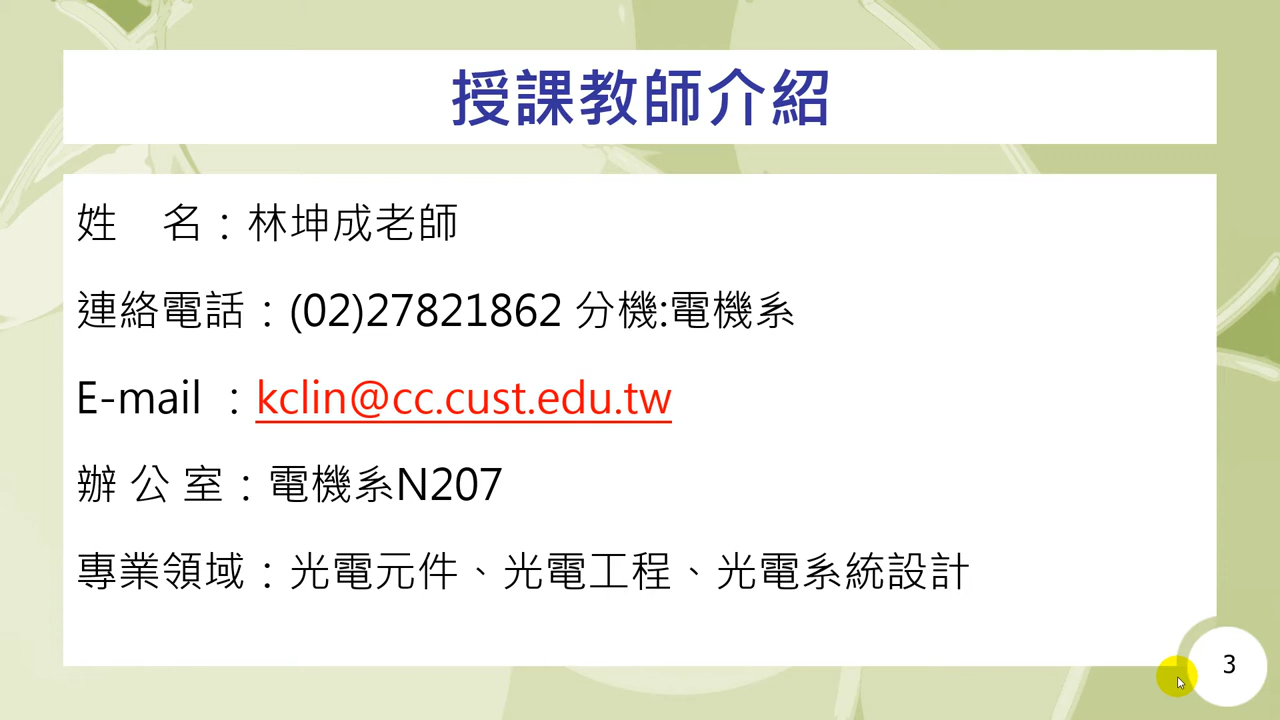 授課教師介紹
姓　名：林坤成老師
連絡電話：(02)27821862 分機:電機系
E-mail ：kclin@cc.cust.edu.tw
辦 公 室：電機系N207
專業領域：光電元件、光電工程、光電系統設計
3